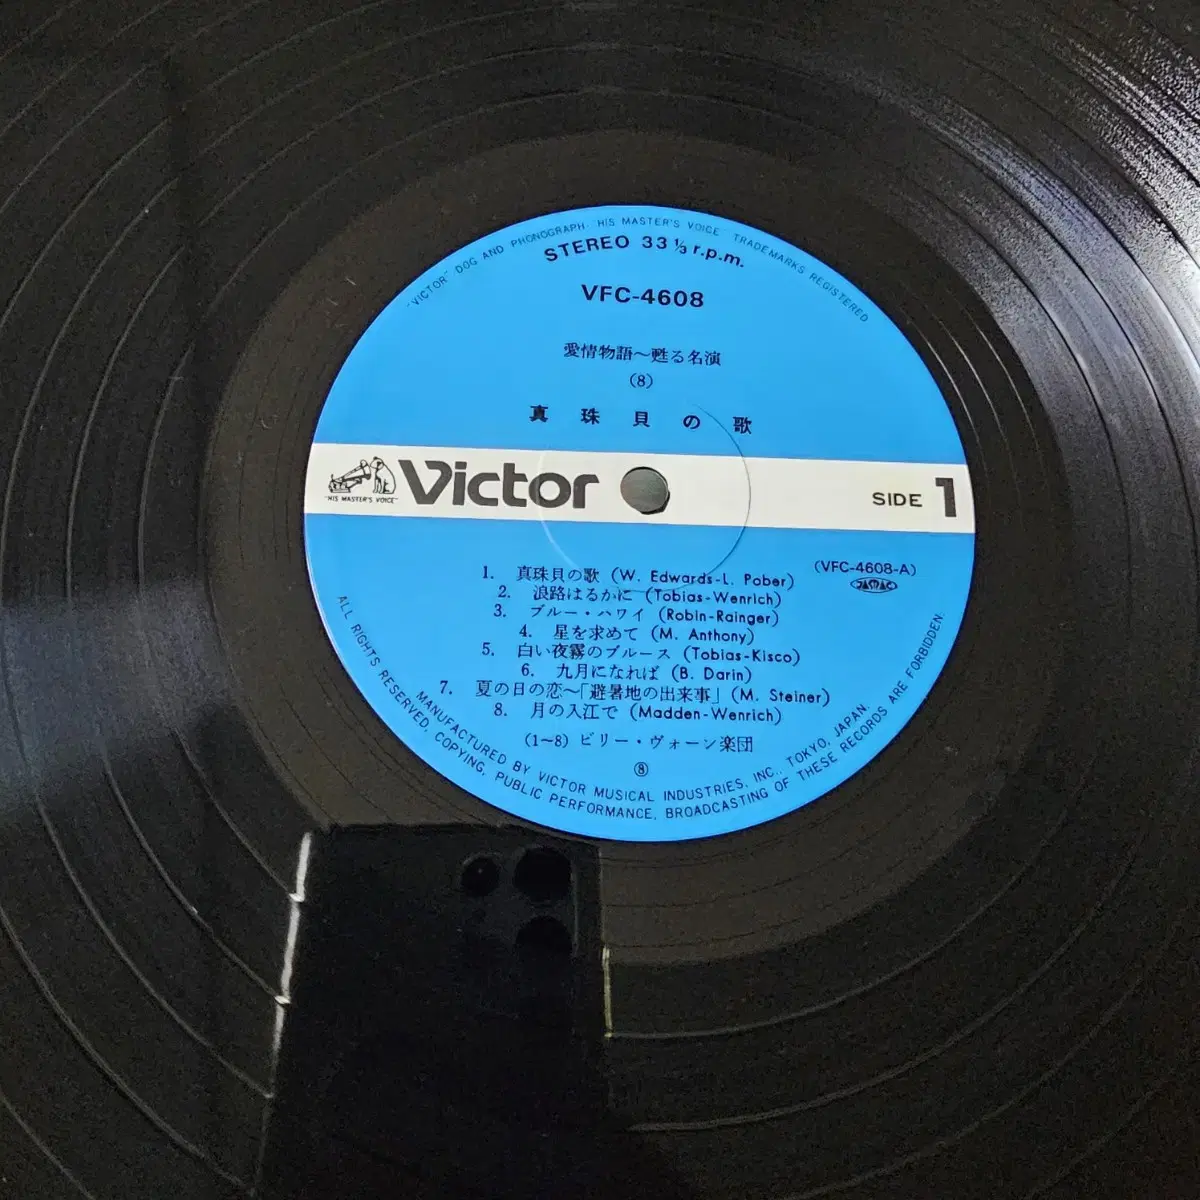 "VICTOR" DOG AND PHONOGRAPH "HIS MASTER'S VOICE" TRADEMARKS REGISTERED
STEREO 33 1/3 r.p.m.
VFC-4608
愛情物語～甦る名演
(8)
真珠貝の歌
"HIS MASTER'S VOICE"
Victor
SIDE 1
(VFC-4608-A)
JASRAC
1. 真珠貝の歌 (W. Edwards-L. Pober)
2. 浪路はるかに (Tobias-Wenrich)
3. ブルー・ハワイ (Robin-Rainger)
4. 星を求めて (M. Anthony)
5. 白い夜霧のブルース (Tobias-Kisco)
6. 九月になれば (B. Darin)
7. 夏の日の恋～「避暑地の出来事」 (M. Steiner)
8. 月の入江で (Madden-Wenrich)
(1～8) ビリー・ヴォーン楽団
⑧
MANUFACTURED BY VICTOR MUSICAL INDUSTRIES, INC., TOKYO, JAPAN.
ALL RIGHTS RESERVED, COPYING, PUBLIC PERFORMANCE, BROADCASTING OF THESE RECORDS ARE FORBIDDEN.